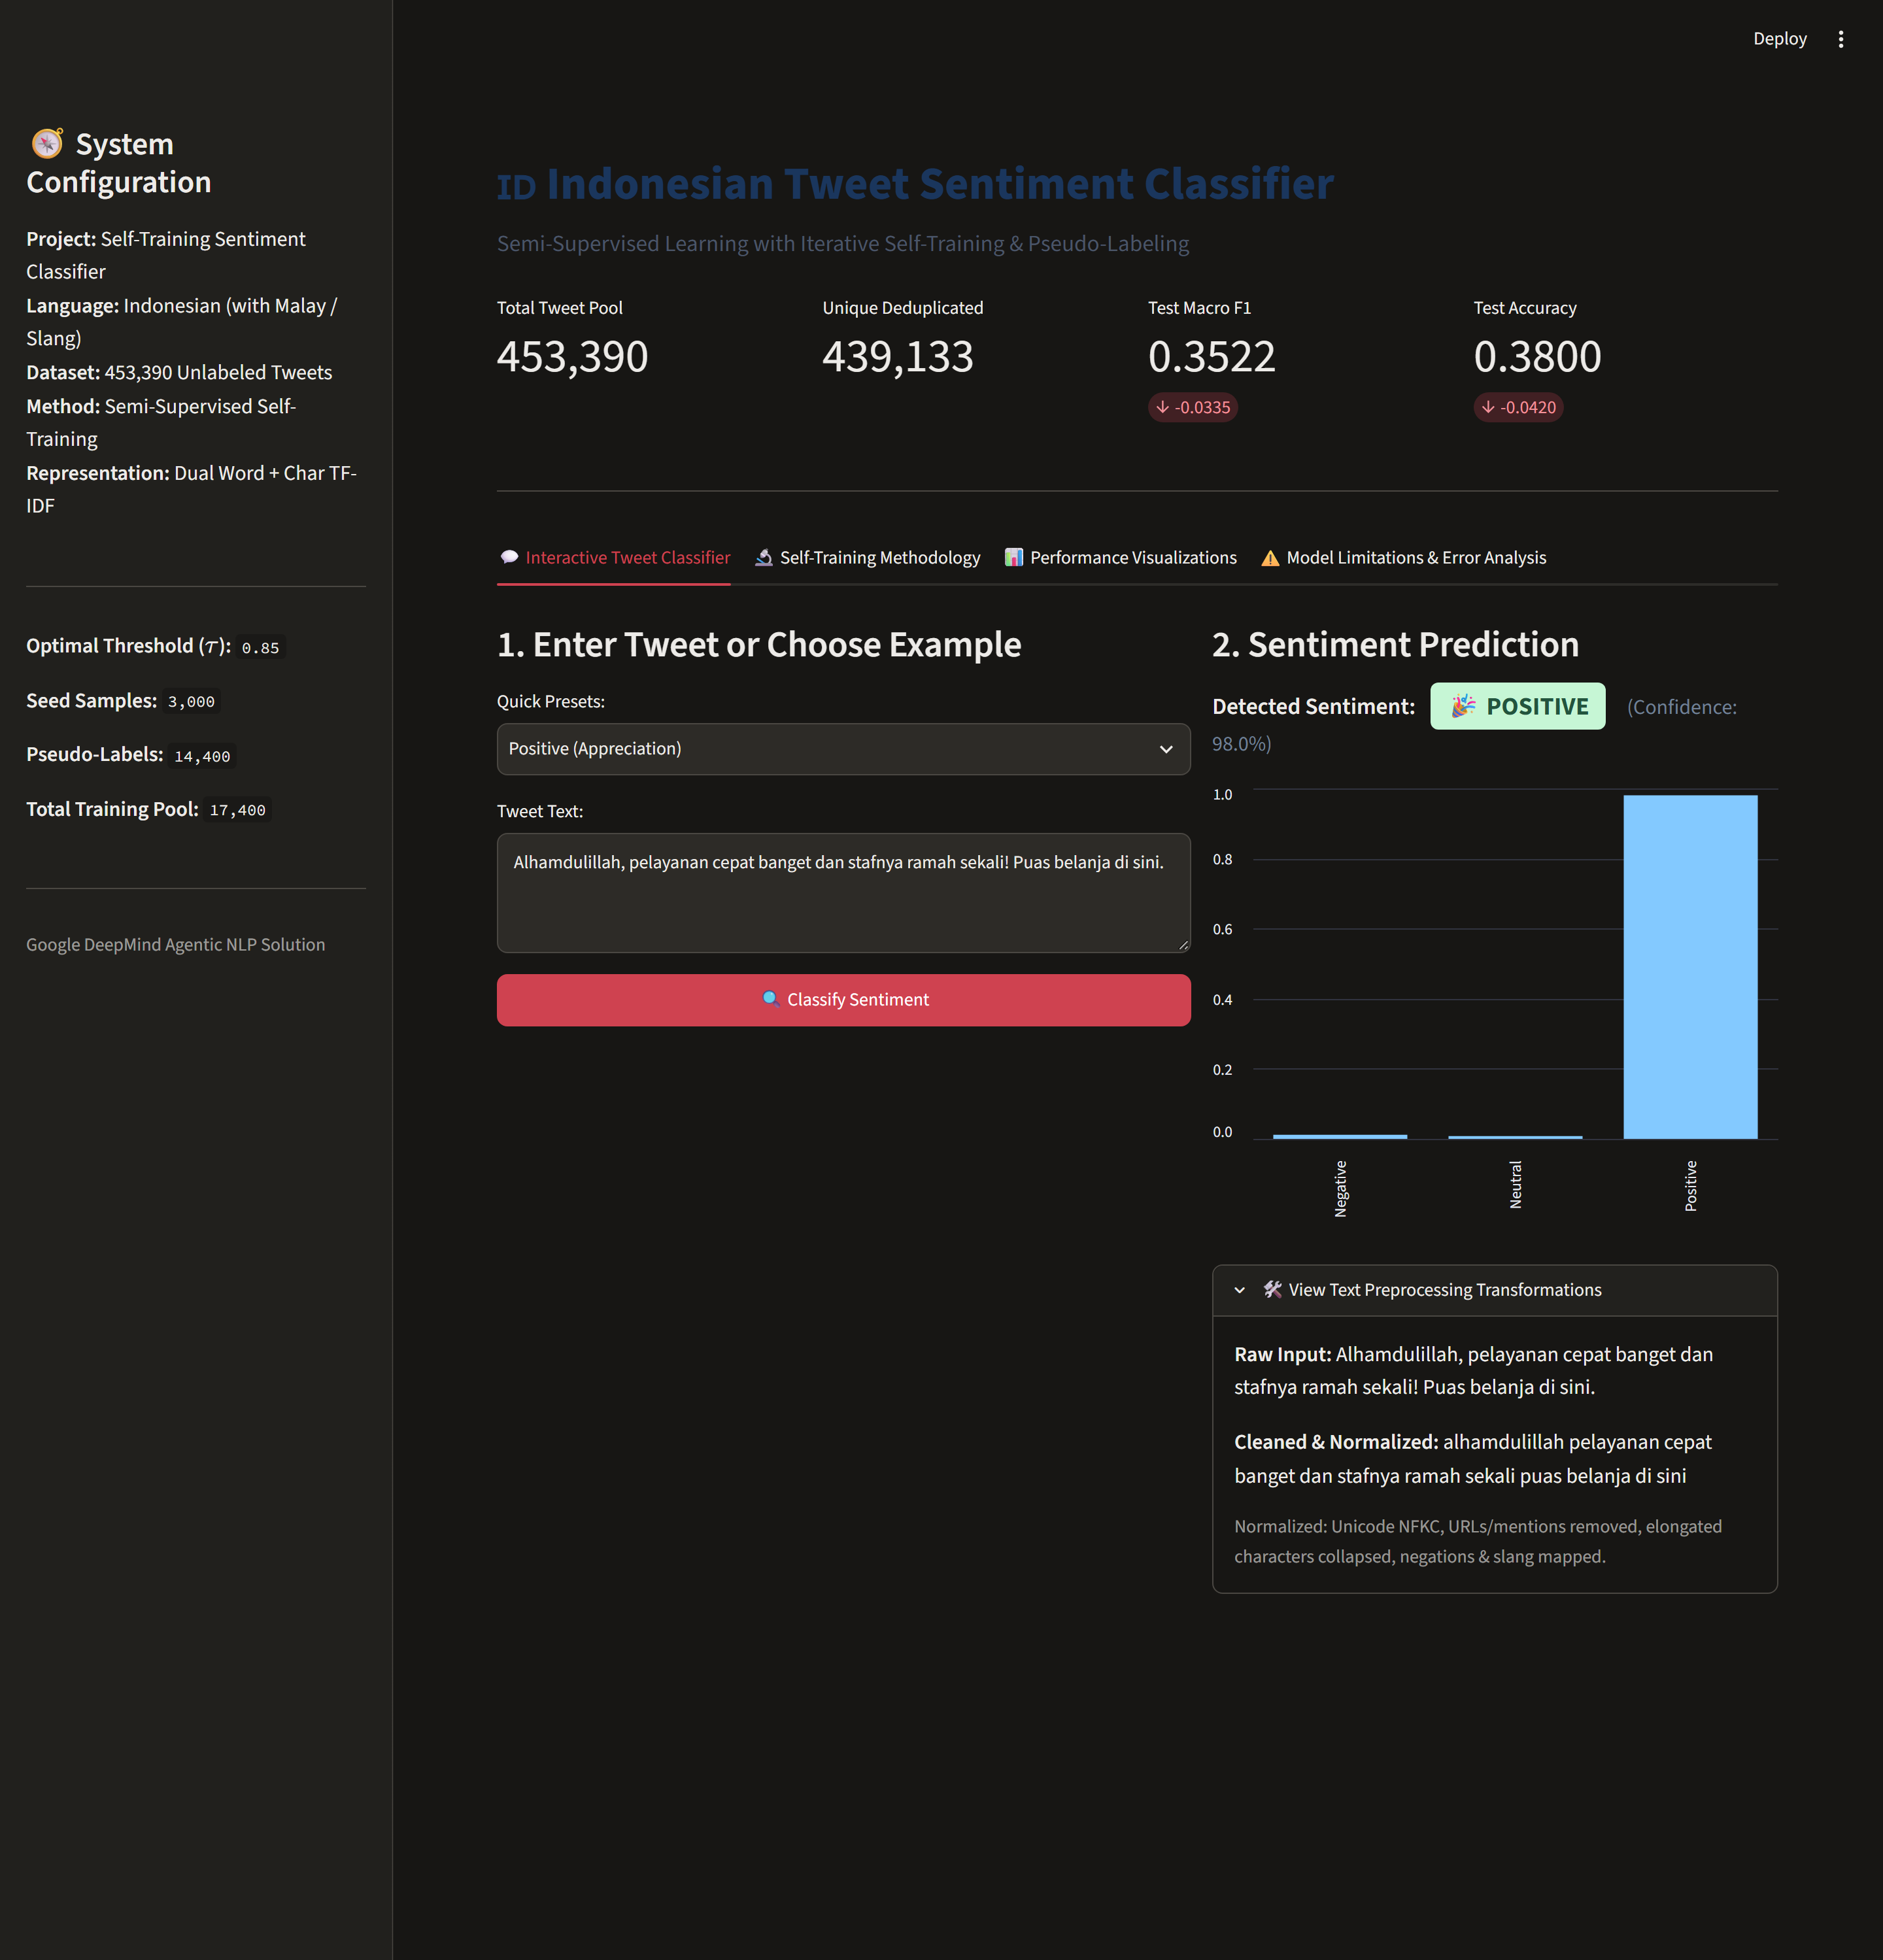 Deploy
🧭 System
Configuration
Project: Self-Training Sentiment
Classifier
Language: Indonesian (with Malay /
Slang)
Dataset: 453,390 Unlabeled Tweets
Method: Semi-Supervised Self-
Training
Representation: Dual Word + Char TF-
IDF
Optimal Threshold (τ): 0.85
Seed Samples: 3,000
Pseudo-Labels: 14,400
Total Training Pool: 17,400
Google DeepMind Agentic NLP Solution
ID Indonesian Tweet Sentiment Classifier
Semi-Supervised Learning with Iterative Self-Training & Pseudo-Labeling
Total Tweet Pool
453,390
Unique Deduplicated
439,133
Test Macro F1
0.3522
↓ -0.0335
Test Accuracy
0.3800
↓ -0.0420
💬 Interactive Tweet Classifier
🔬 Self-Training Methodology
📊 Performance Visualizations
⚠️ Model Limitations & Error Analysis
1. Enter Tweet or Choose Example
Quick Presets:
Positive (Appreciation)
Tweet Text:
Alhamdulillah, pelayanan cepat banget dan stafnya ramah sekali! Puas belanja di sini.
🔍 Classify Sentiment
2. Sentiment Prediction
Detected Sentiment: 🎉 POSITIVE (Confidence:
98.0%)
1.0
0.8
0.6
0.4
0.2
0.0
Negative
Neutral
Positive
🛠️ View Text Preprocessing Transformations
Raw Input: Alhamdulillah, pelayanan cepat banget dan
stafnya ramah sekali! Puas belanja di sini.
Cleaned & Normalized: alhamdulillah pelayanan cepat
banget dan stafnya ramah sekali puas belanja di sini
Normalized: Unicode NFKC, URLs/mentions removed, elongated
characters collapsed, negations & slang mapped.